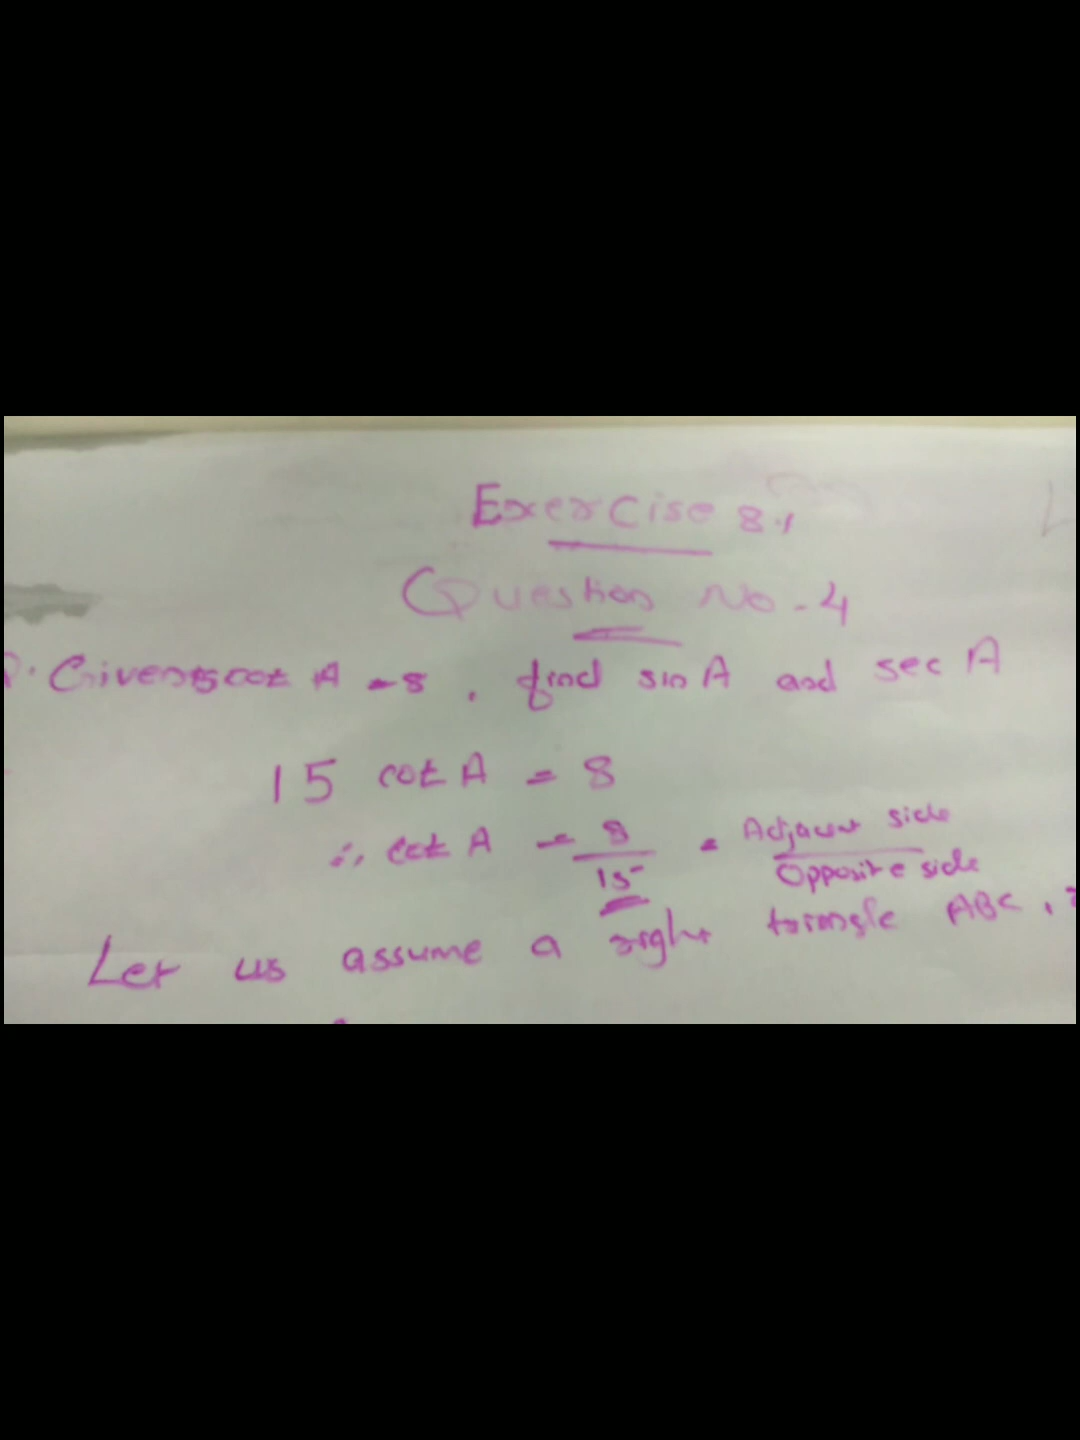 Exercise 8.1
Question No. 4
Q. Given 15 cot A = 8 . find sin A and sec A
15 cot A = 8
∴ cot A = 8/15 = Adjacent side/Opposite side
Let us assume a right triangle ABC,